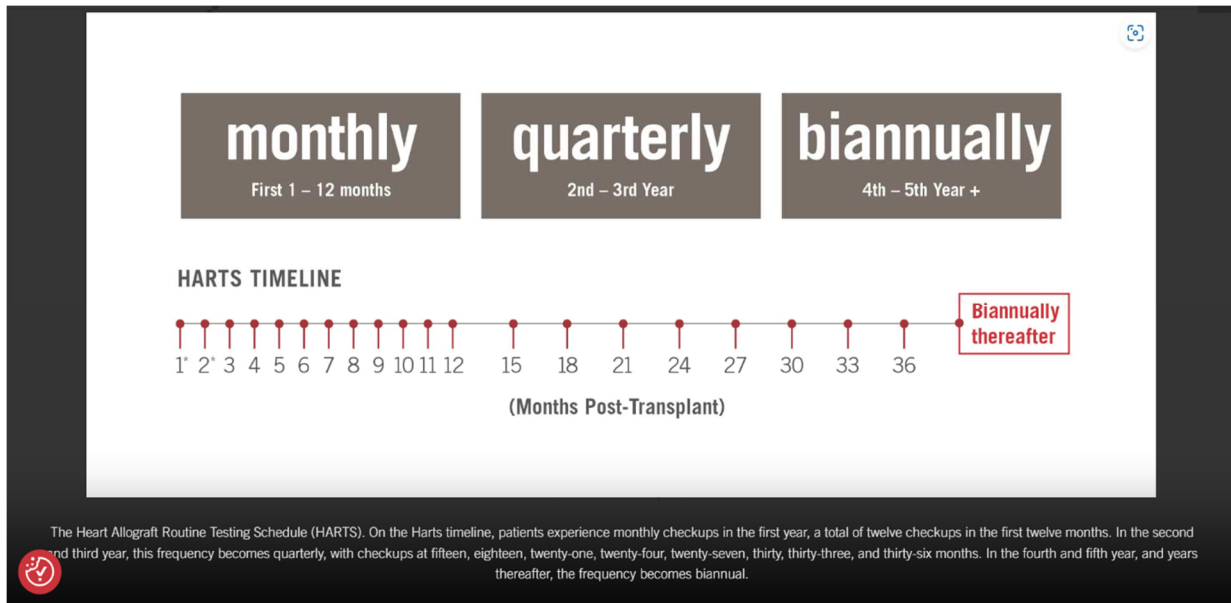 monthly
First 1 – 12 months
quarterly
2nd – 3rd Year
biannually
4th – 5th Year +
HARTS TIMELINE
Biannually
thereafter
1* 2* 3 4 5 6 7 8 9 10 11 12 15 18 21 24 27 30 33 36
(Months Post-Transplant)
The Heart Allograft Routine Testing Schedule (HARTS). On the Harts timeline, patients experience monthly checkups in the first year, a total of twelve checkups in the first twelve months. In the second
and third year, this frequency becomes quarterly, with checkups at fifteen, eighteen, twenty-one, twenty-four, twenty-seven, thirty, thirty-three, and thirty-six months. In the fourth and fifth year, and years
thereafter, the frequency becomes biannual.